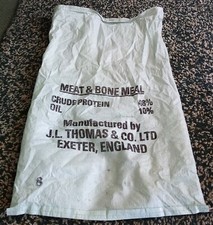 MEAT & BONE MEAL
CRUDE PROTEIN 48%
OIL 10%
Manufactured by
J.L. THOMAS & CO. LTD
EXETER, ENGLAND